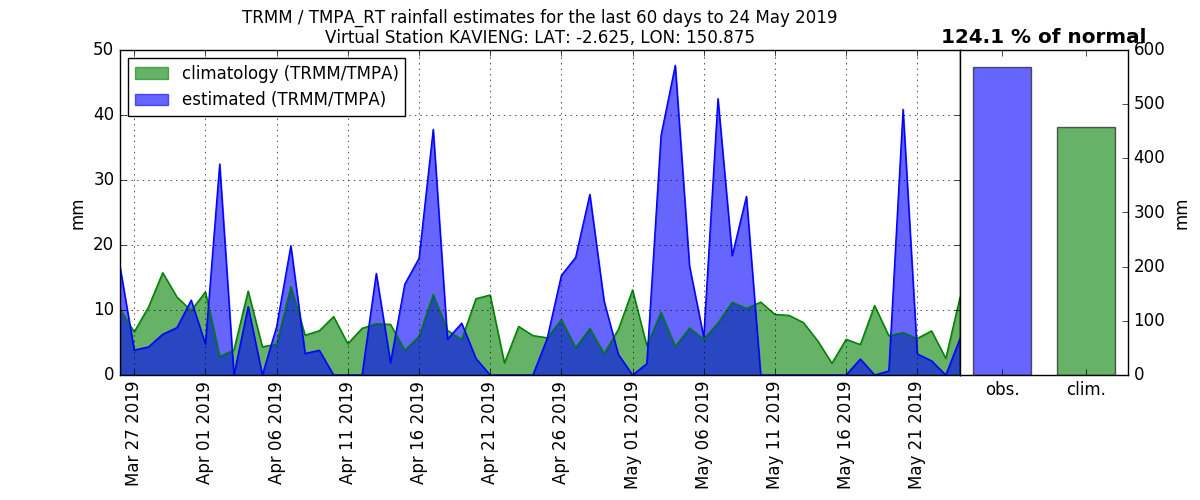 TRMM / TMPA_RT rainfall estimates for the last 60 days to 24 May 2019
Virtual Station KAVIENG: LAT: -2.625, LON: 150.875
124.1 % of normal
climatology (TRMM/TMPA)
estimated (TRMM/TMPA)
50
40
30
20
10
0
mm
600
500
400
300
200
100
0
mm
Mar 27 2019
Apr 01 2019
Apr 06 2019
Apr 11 2019
Apr 16 2019
Apr 21 2019
Apr 26 2019
May 01 2019
May 06 2019
May 11 2019
May 16 2019
May 21 2019
obs.
clim.